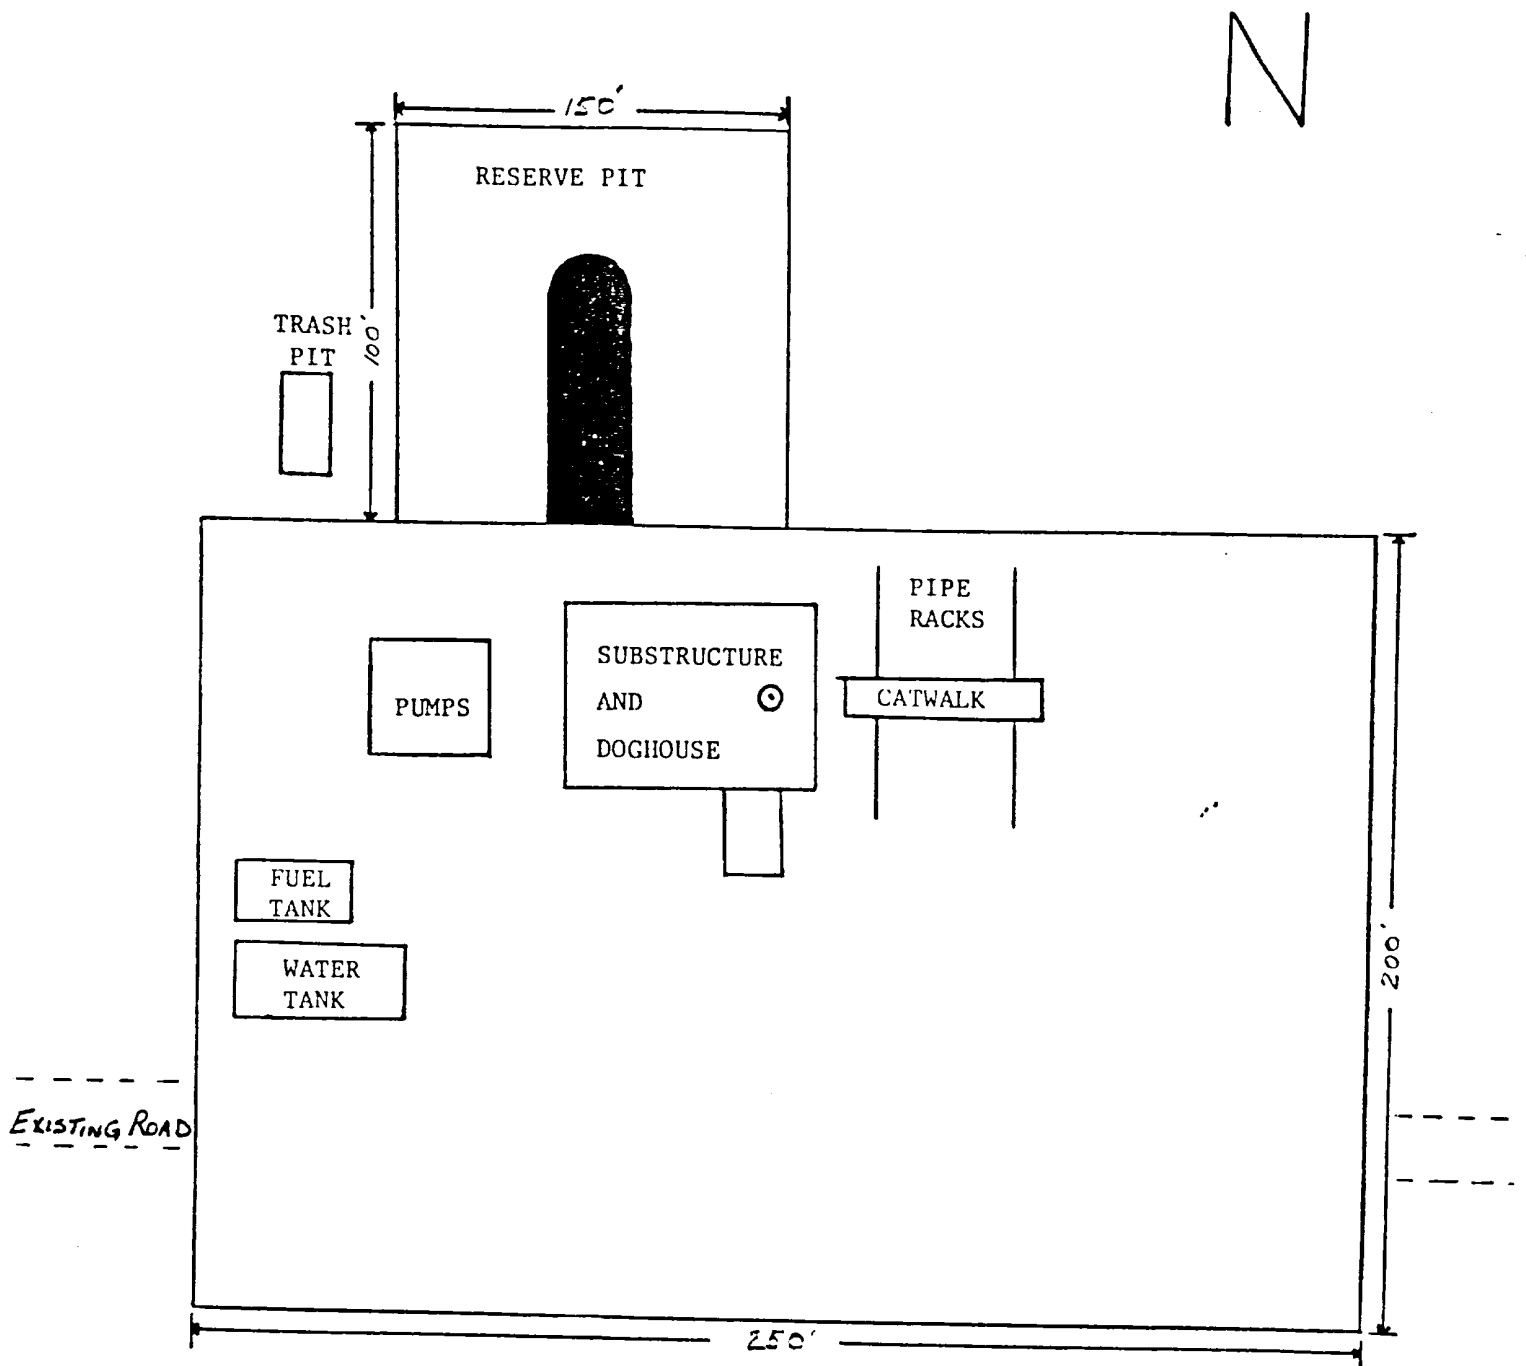 N
150'
RESERVE PIT
TRASH
PIT
100'
PIPE
RACKS
SUBSTRUCTURE
AND
DOGHOUSE
PUMPS
CATWALK
FUEL
TANK
WATER
TANK
200'
EXISTING ROAD
250'